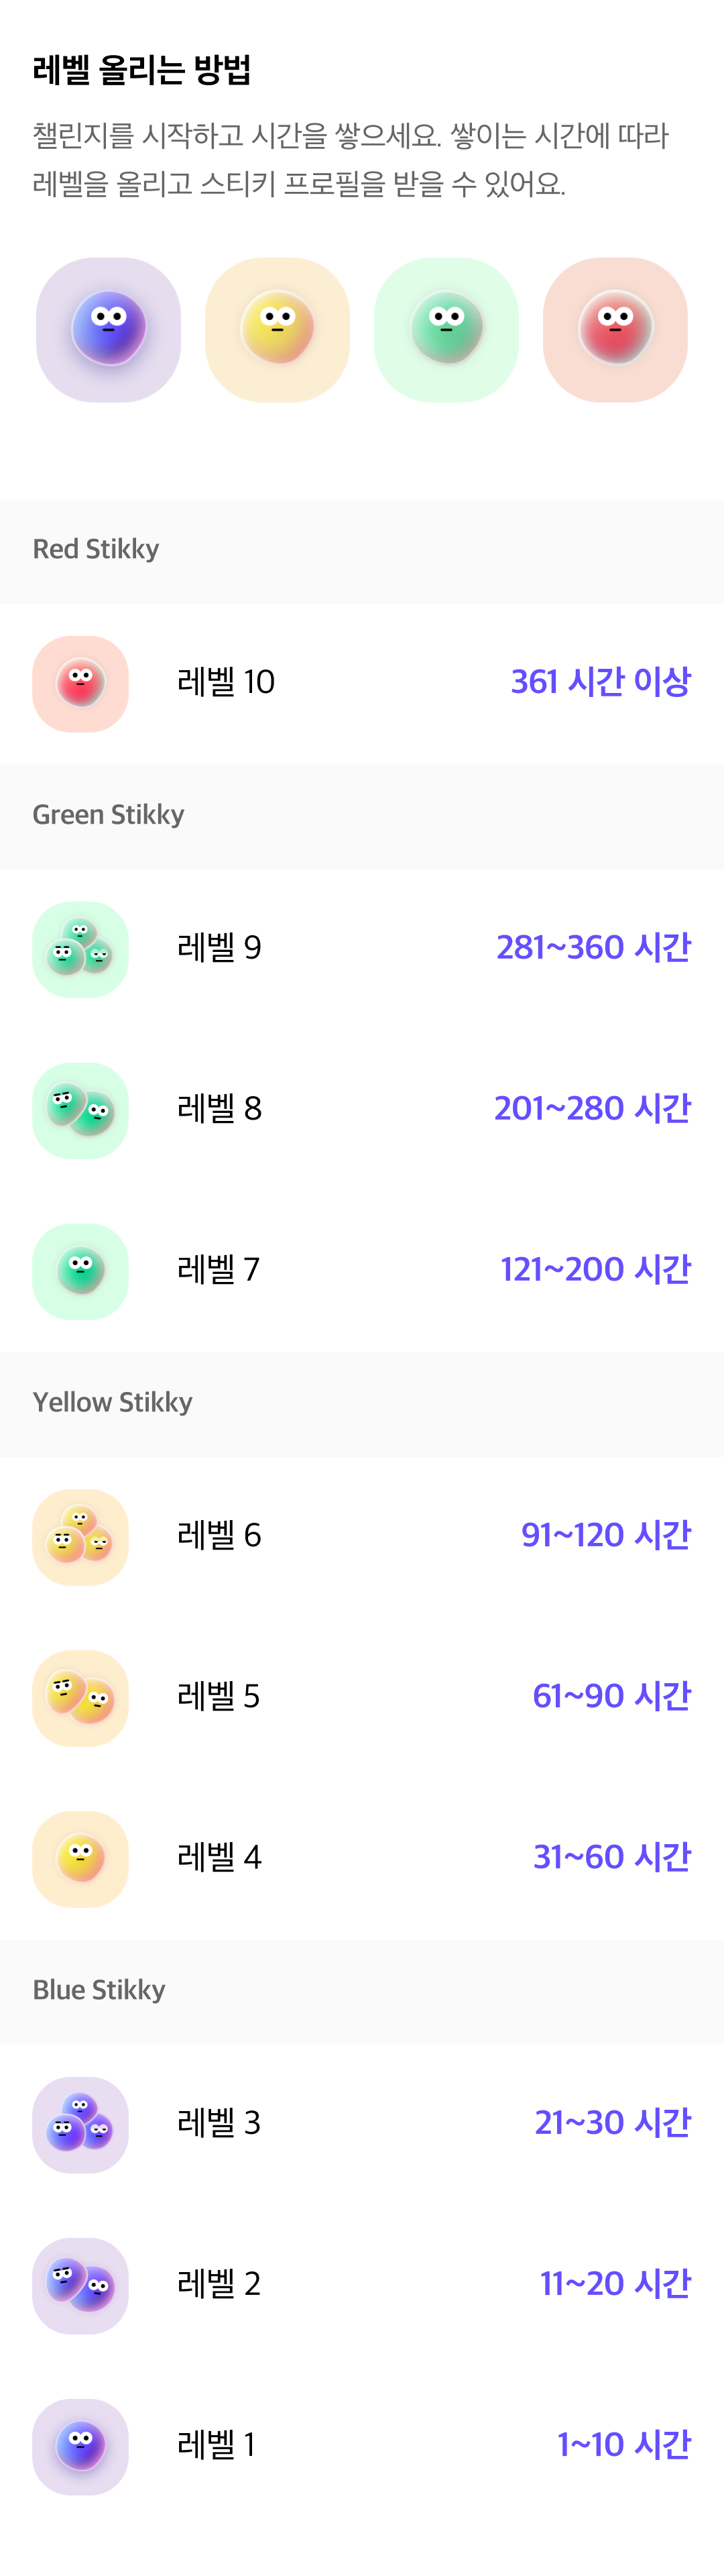 레벨 올리는 방법
챌린지를 시작하고 시간을 쌓으세요. 쌓이는 시간에 따라
레벨을 올리고 스티키 프로필을 받을 수 있어요.
Red Stikky
레벨 10 361 시간 이상
Green Stikky
레벨 9 281~360 시간
레벨 8 201~280 시간
레벨 7 121~200 시간
Yellow Stikky
레벨 6 91~120 시간
레벨 5 61~90 시간
레벨 4 31~60 시간
Blue Stikky
레벨 3 21~30 시간
레벨 2 11~20 시간
레벨 1 1~10 시간